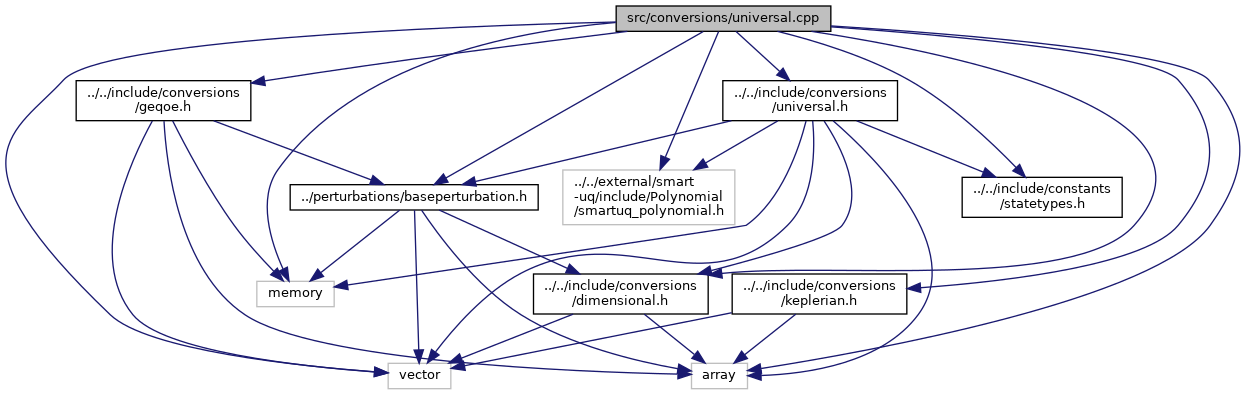 src/conversions/universal.cpp
../../include/conversions
/geqoe.h
../../include/conversions
/universal.h
../perturbations/baseperturbation.h
../../external/smart
-uq/include/Polynomial
/smartuq_polynomial.h
../../include/constants
/statetypes.h
memory
../../include/conversions
/dimensional.h
../../include/conversions
/keplerian.h
vector
array